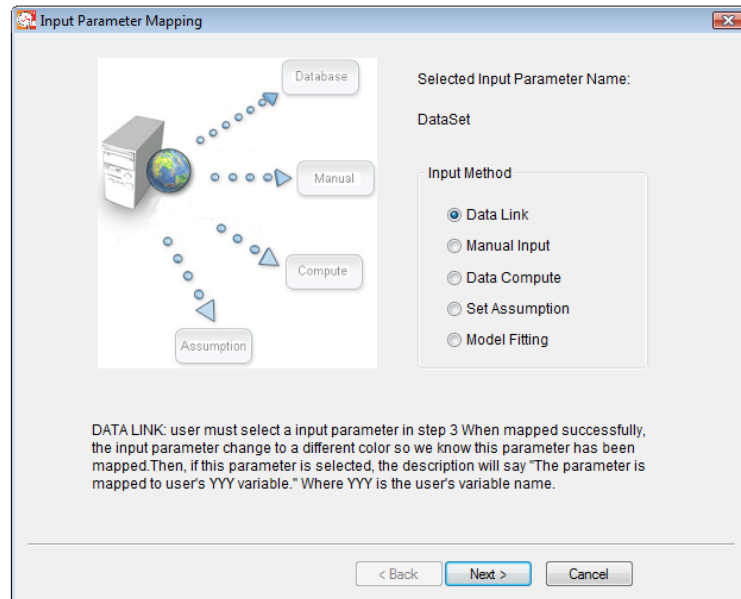 Input Parameter Mapping
Database
Manual
Compute
Assumption
Selected Input Parameter Name:
DataSet
Input Method
Data Link
Manual Input
Data Compute
Set Assumption
Model Fitting
DATA LINK: user must select a input parameter in step 3 When mapped successfully,
the input parameter change to a different color so we know this parameter has been
mapped.Then, if this parameter is selected, the description will say "The parameter is
mapped to user's YYY variable." Where YYY is the user's variable name.
< Back
Next >
Cancel